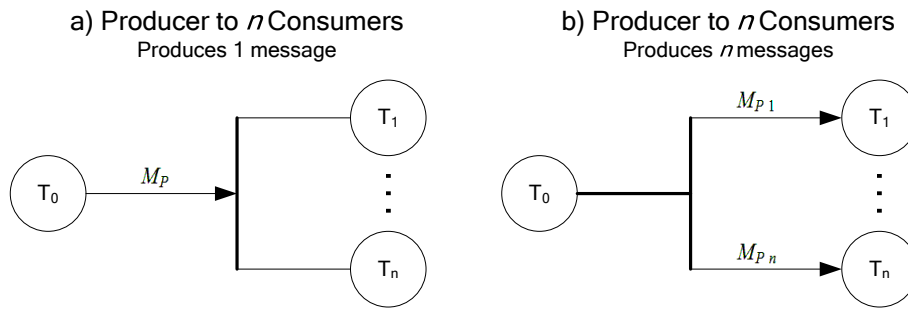 a) Producer to n Consumers
Produces 1 message
T0
MP
T1
Tn
b) Producer to n Consumers
Produces n messages
T0
MP 1
T1
MP n
Tn